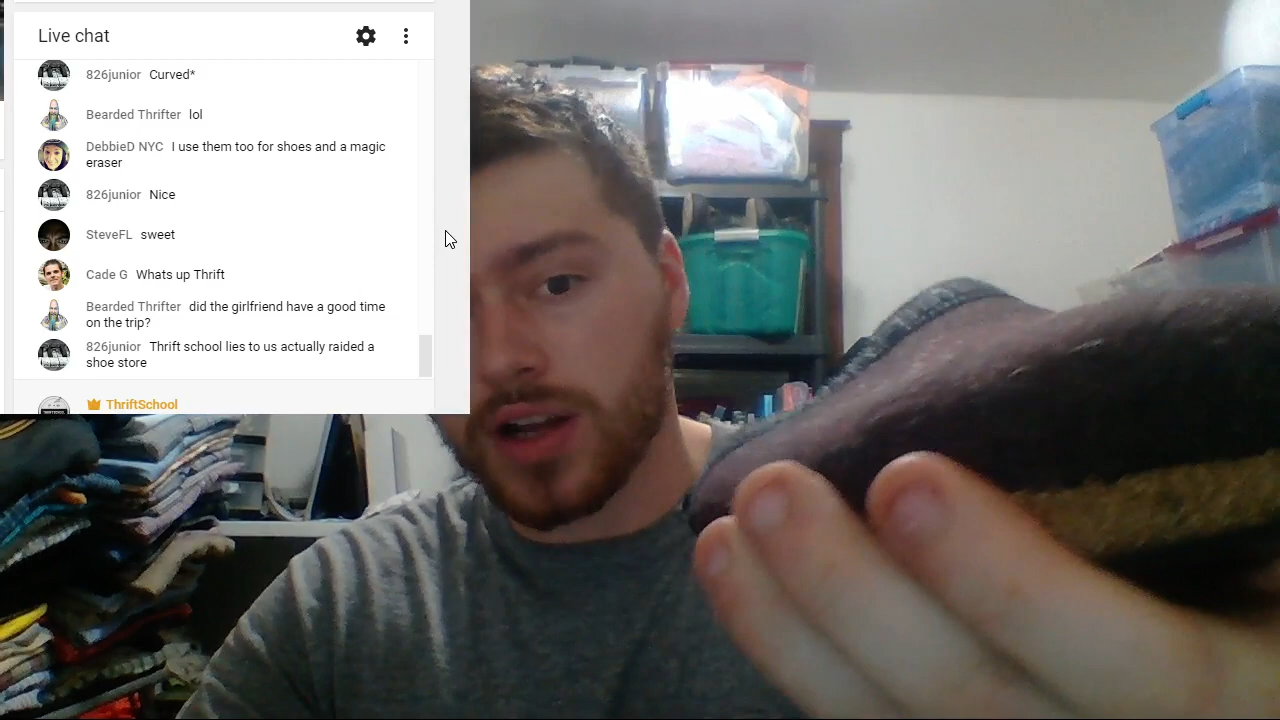 Live chat
826junior Curved*
Bearded Thrifter lol
DebbieD NYC I use them too for shoes and a magic
eraser
826junior Nice
SteveFL sweet
Cade G Whats up Thrift
Bearded Thrifter did the girlfriend have a good time
on the trip?
826junior Thrift school lies to us actually raided a
shoe store
ThriftSchool